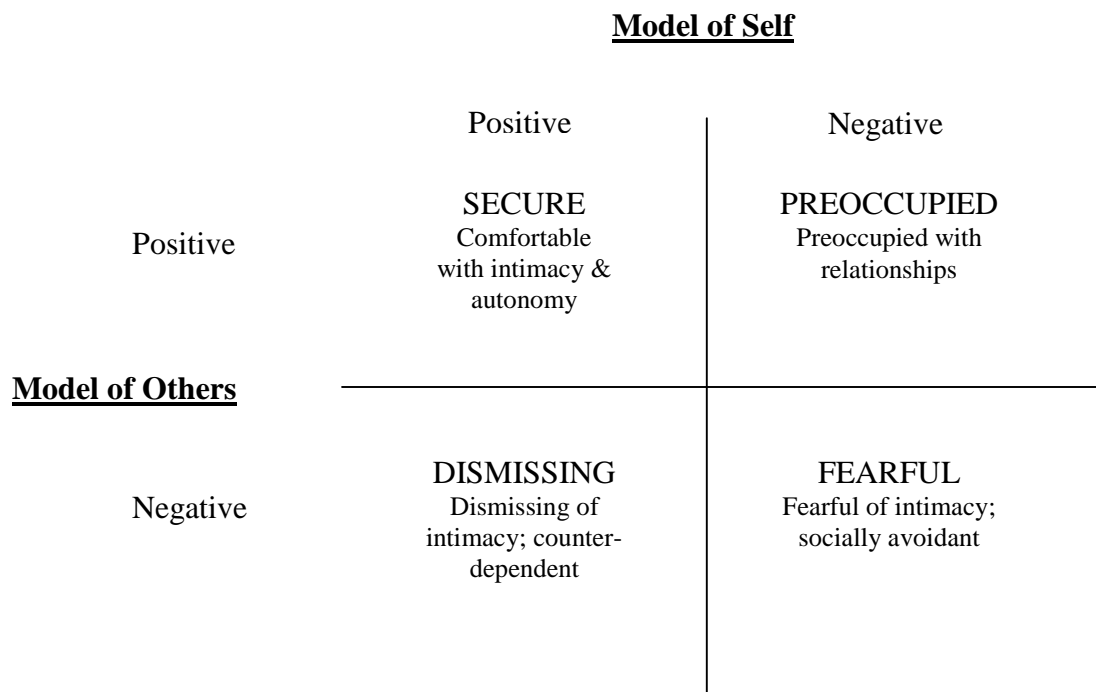 Model of Self
Positive
Negative
Positive
SECURE
Comfortable
with intimacy &
autonomy
PREOCCUPIED
Preoccupied with
relationships
Model of Others
Negative
DISMISSING
Dismissing of
intimacy; counter-
dependent
FEARFUL
Fearful of intimacy;
socially avoidant